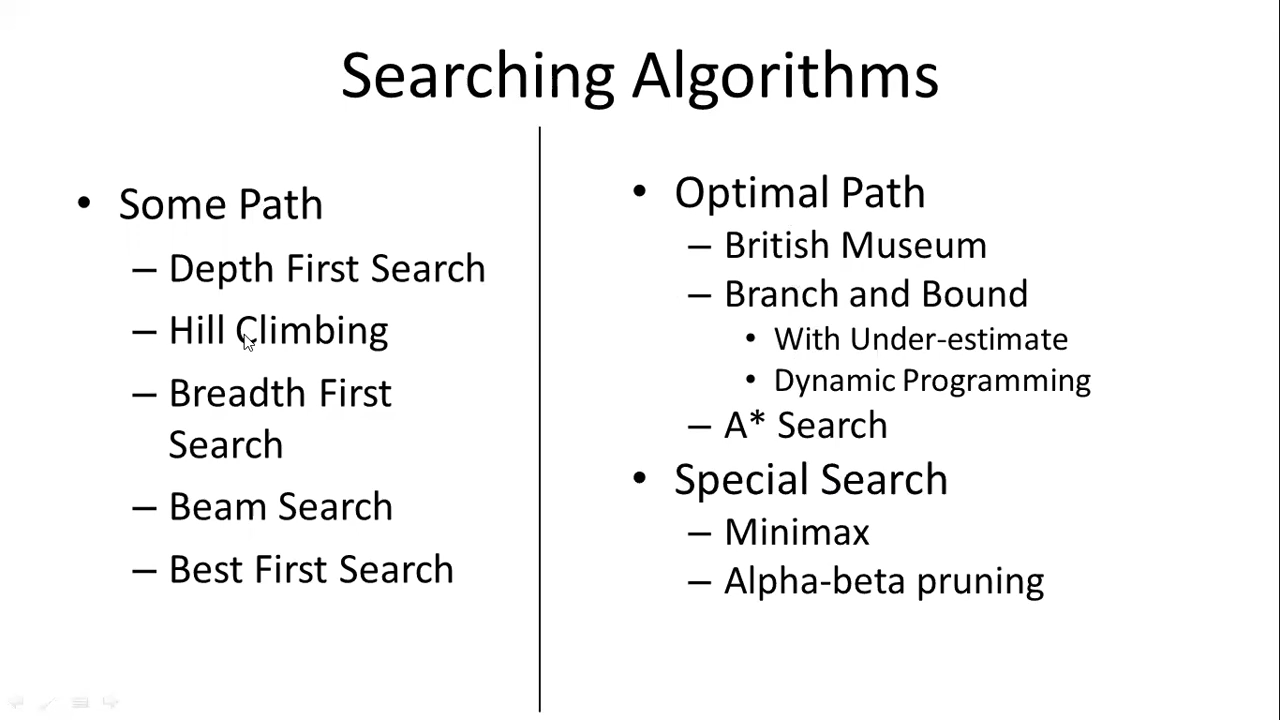 Searching Algorithms
• Some Path
– Depth First Search
– Hill Climbing
– Breadth First
Search
– Beam Search
– Best First Search
• Optimal Path
– British Museum
– Branch and Bound
• With Under-estimate
• Dynamic Programming
– A* Search
• Special Search
– Minimax
– Alpha-beta pruning